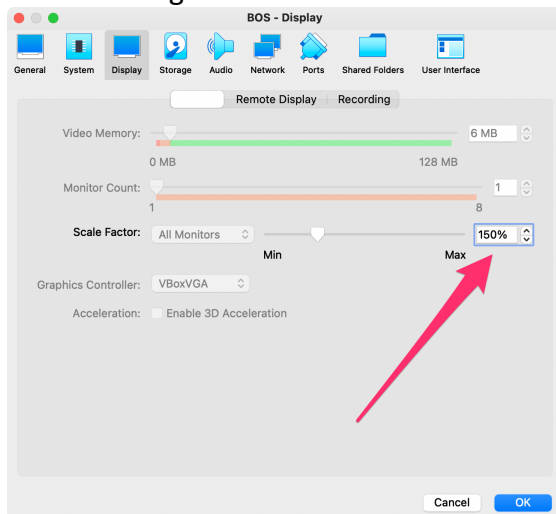 BOS - Display
General System Display Storage Audio Network Ports Shared Folders User Interface
Remote Display Recording
Video Memory: 6 MB
0 MB 128 MB
Monitor Count: 1
1 8
Scale Factor: All Monitors 150%
Min Max
Graphics Controller: VBoxVGA
Acceleration: Enable 3D Acceleration
Cancel OK